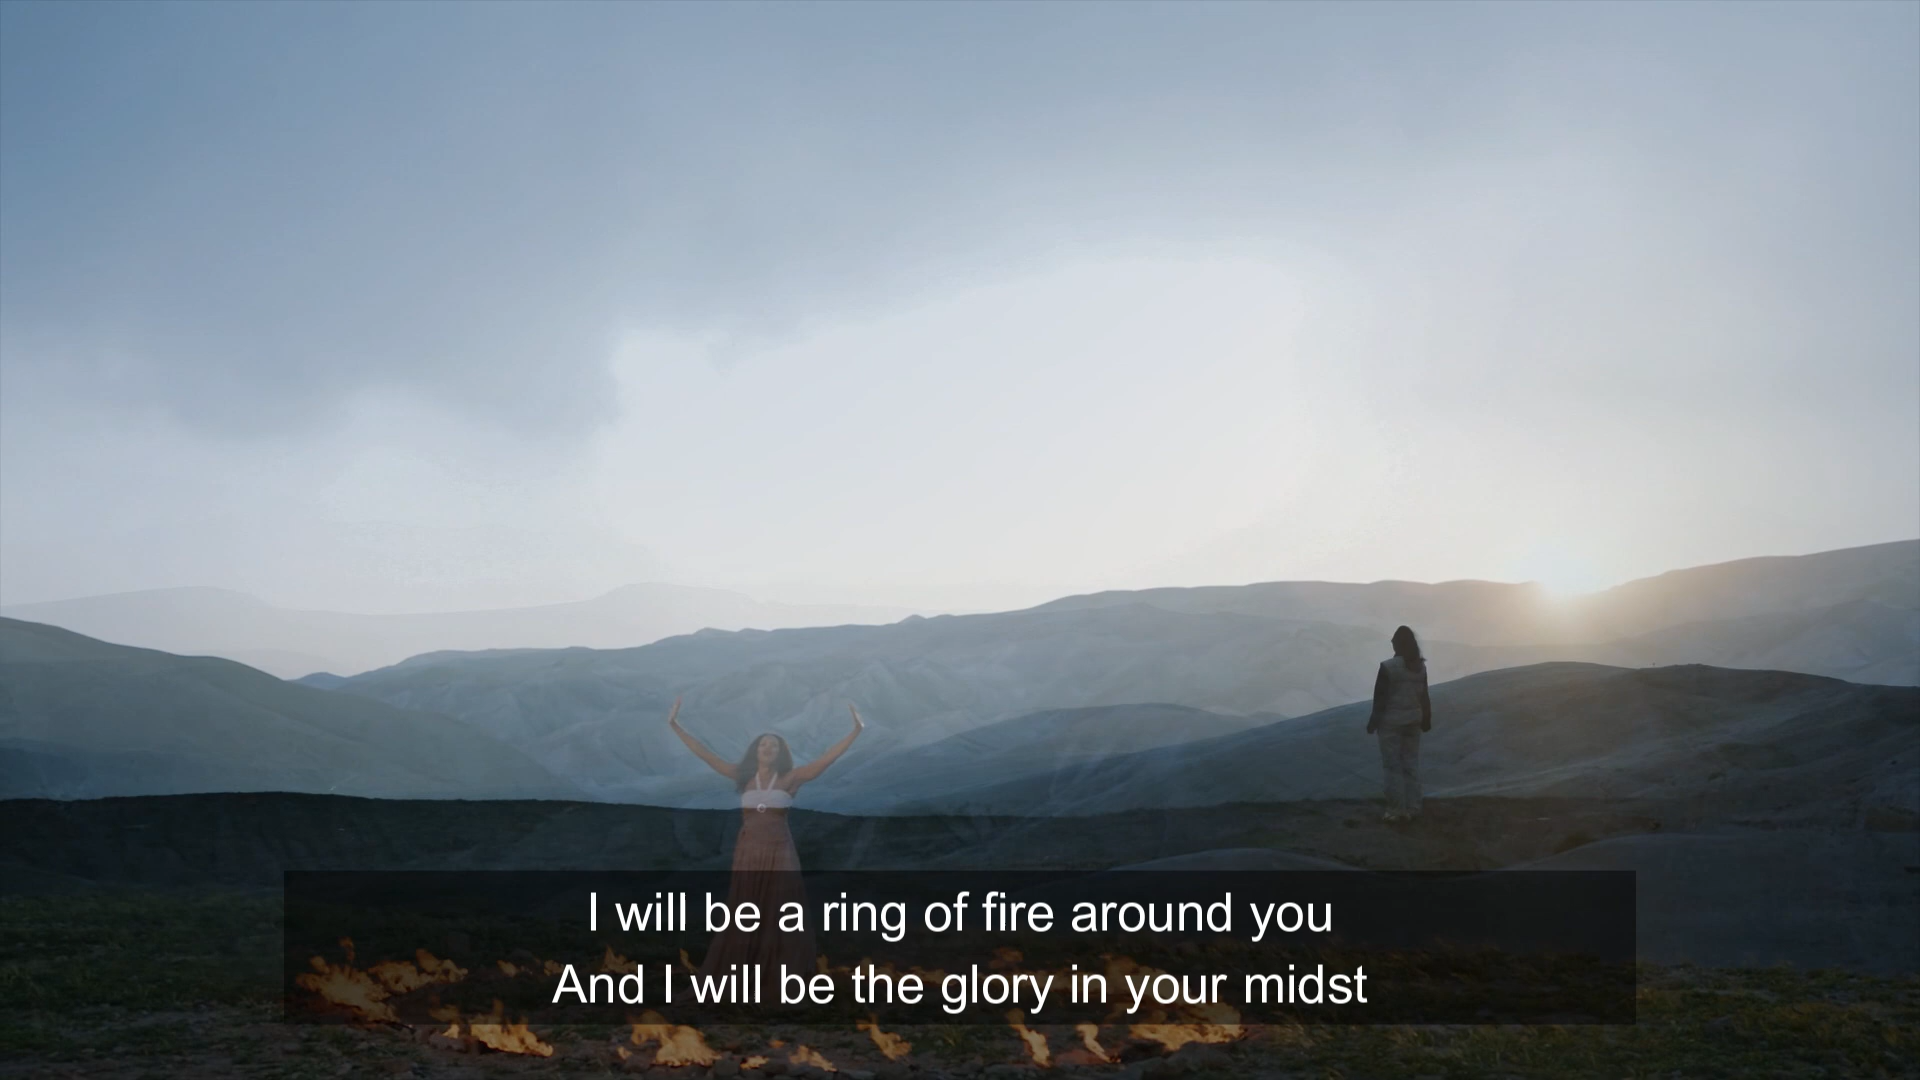 I will be a ring of fire around you
And I will be the glory in your midst